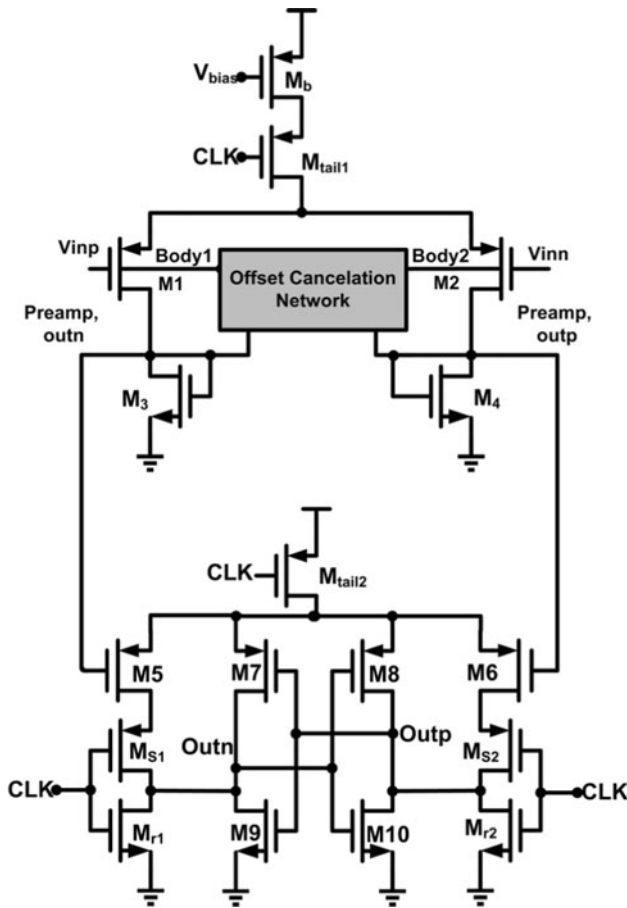 Vbias
Mb
CLK
Mtail1
Vinp
Body1
Body2
Vinn
M1
Offset Cancelation
Network
M2
Preamp,
outn
Preamp,
outp
M3
M4
CLK
Mtail2
M5
M7
M8
M6
MS1
Outn
Outp
MS2
CLK
CLK
Mr1
M9
M10
Mr2